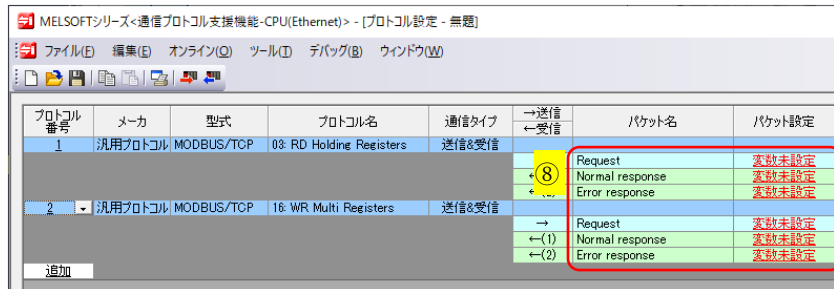 MELSOFTシリーズ<通信プロトコル支援機能-CPU(Ethernet)> - [プロトコル設定 - 無題]
ファイル(F) 編集(E) オンライン(O) ツール(T) デバッグ(B) ウィンドウ(W)
プロトコル番号 メーカ 型式 プロトコル名 通信タイプ →送信 ←受信 パケット名 パケット設定
1 汎用プロトコル MODBUS/TCP 03: RD Holding Registers 送信&受信
Request 変数未設定
⑧ Normal response 変数未設定
Error response 変数未設定
2 汎用プロトコル MODBUS/TCP 16: WR Multi Registers 送信&受信
→ Request 変数未設定
←(1) Normal response 変数未設定
←(2) Error response 変数未設定
追加